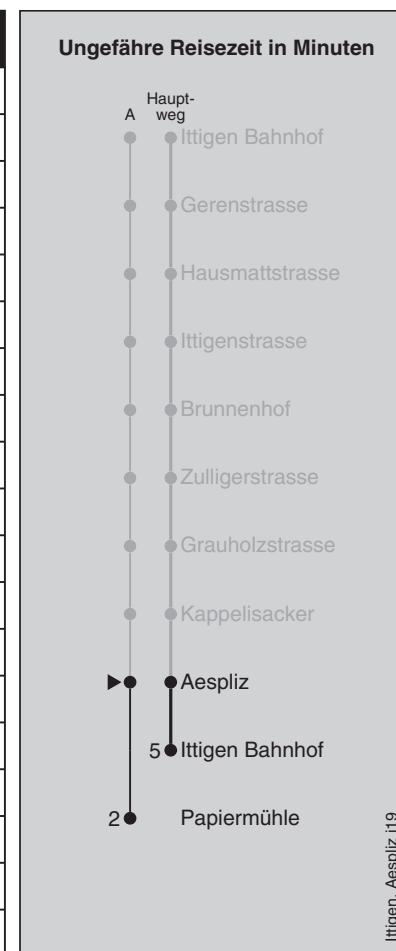 Ungefähre Reisezeit in Minuten
Haupt-
A weg
Ittigen Bahnhof
Gerenstrasse
Hausmattstrasse
Ittigenstrasse
Brunnenhof
Zulligerstrasse
Grauholzstrasse
Kappelisacker
Aespliz
5 Ittigen Bahnhof
2 Papiermühle
Ittigen, Aespliz j19